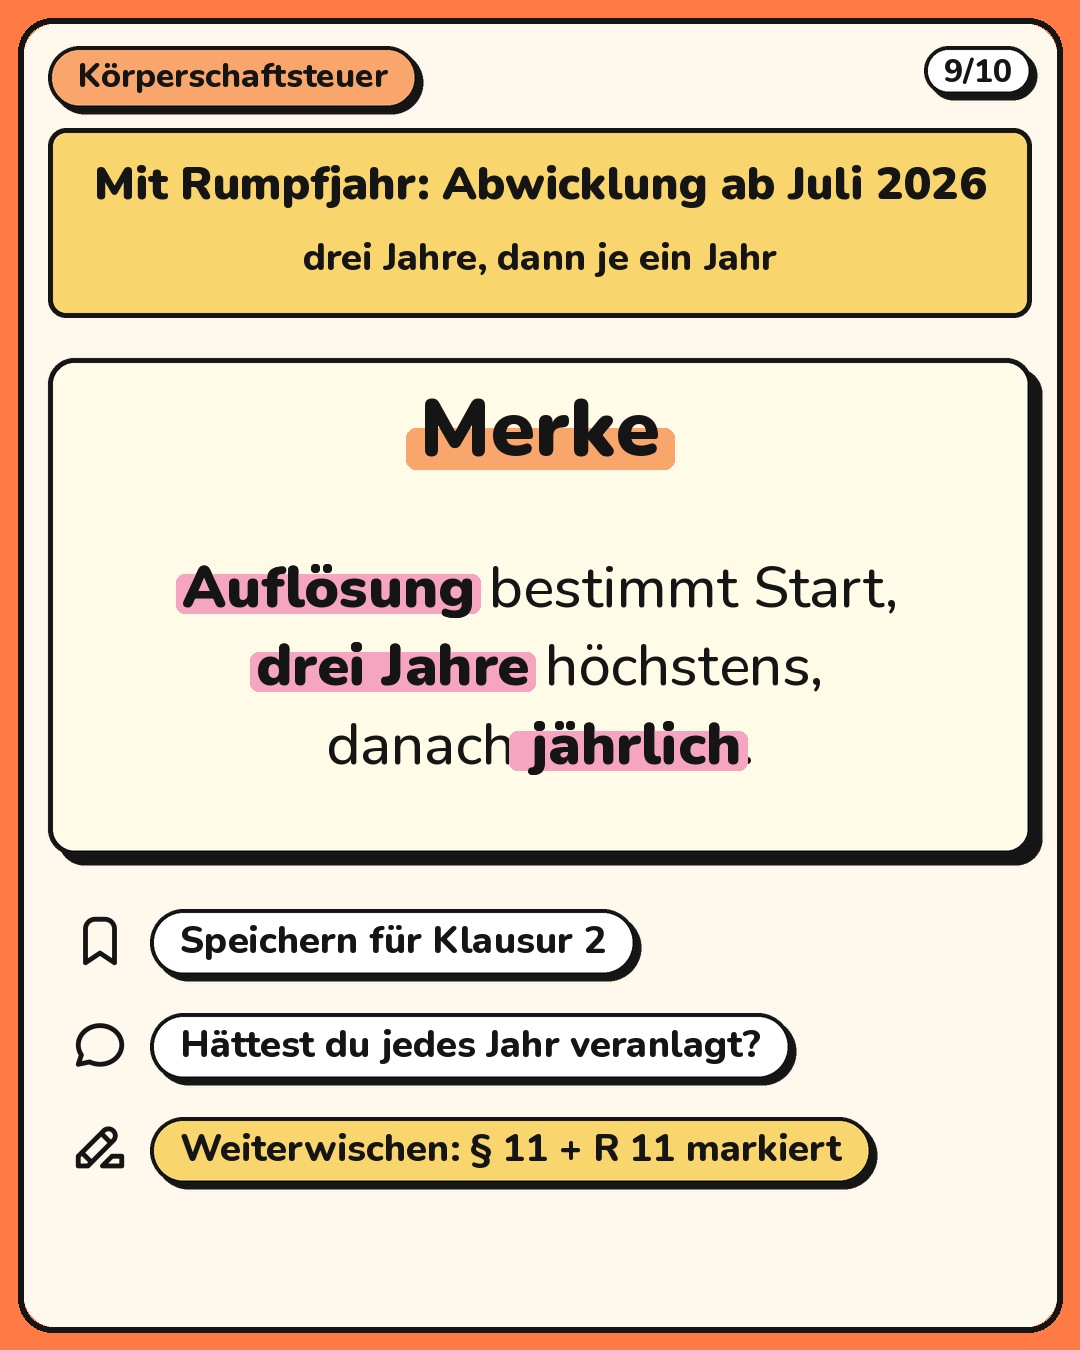 Körperschaftsteuer
9/10
Mit Rumpfjahr: Abwicklung ab Juli 2026
drei Jahre, dann je ein Jahr
Merke
Auflösung bestimmt Start,
drei Jahre höchstens,
danach jährlich.
Speichern für Klausur 2
Hättest du jedes Jahr veranlagt?
Weiterwischen: § 11 + R 11 markiert